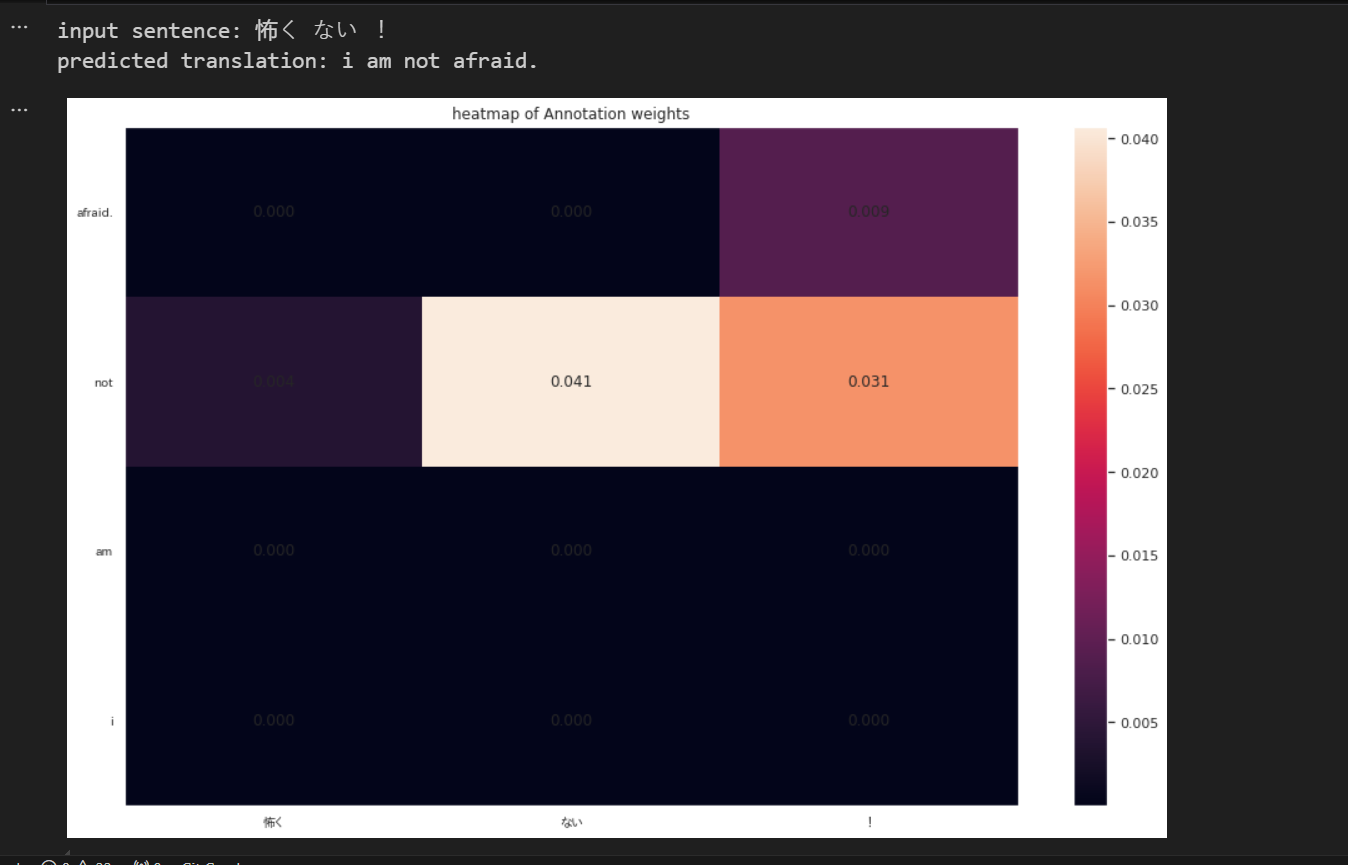 ...
input sentence: 怖く ない ！
predicted translation: i am not afraid.
...
heatmap of Annotation weights
afraid. 0.000 0.000 0.009
not 0.004 0.041 0.031
am 0.000 0.000 0.000
i 0.000 0.000 0.000
怖く ない ！
0.040
0.035
0.030
0.025
0.020
0.015
0.010
0.005